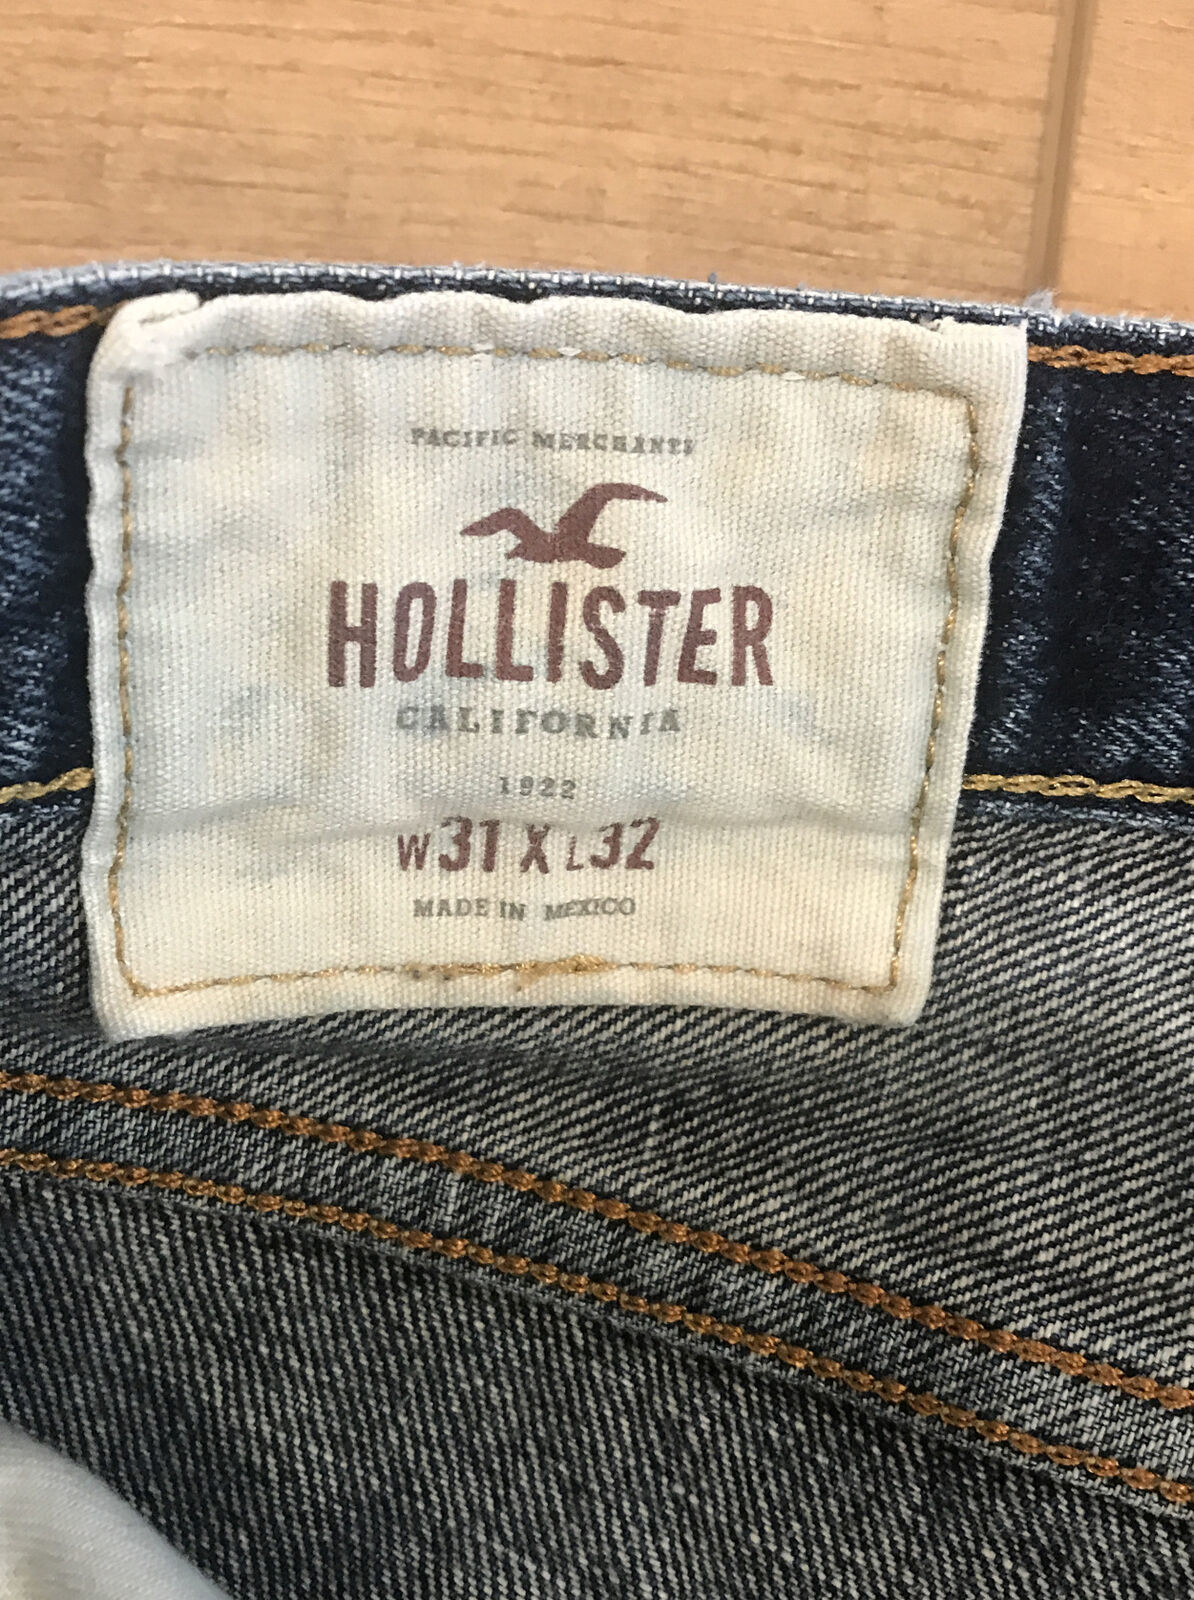 PACIFIC MERCHANTS
HOLLISTER
CALIFORNIA
1922
W31 X L32
MADE IN MEXICO